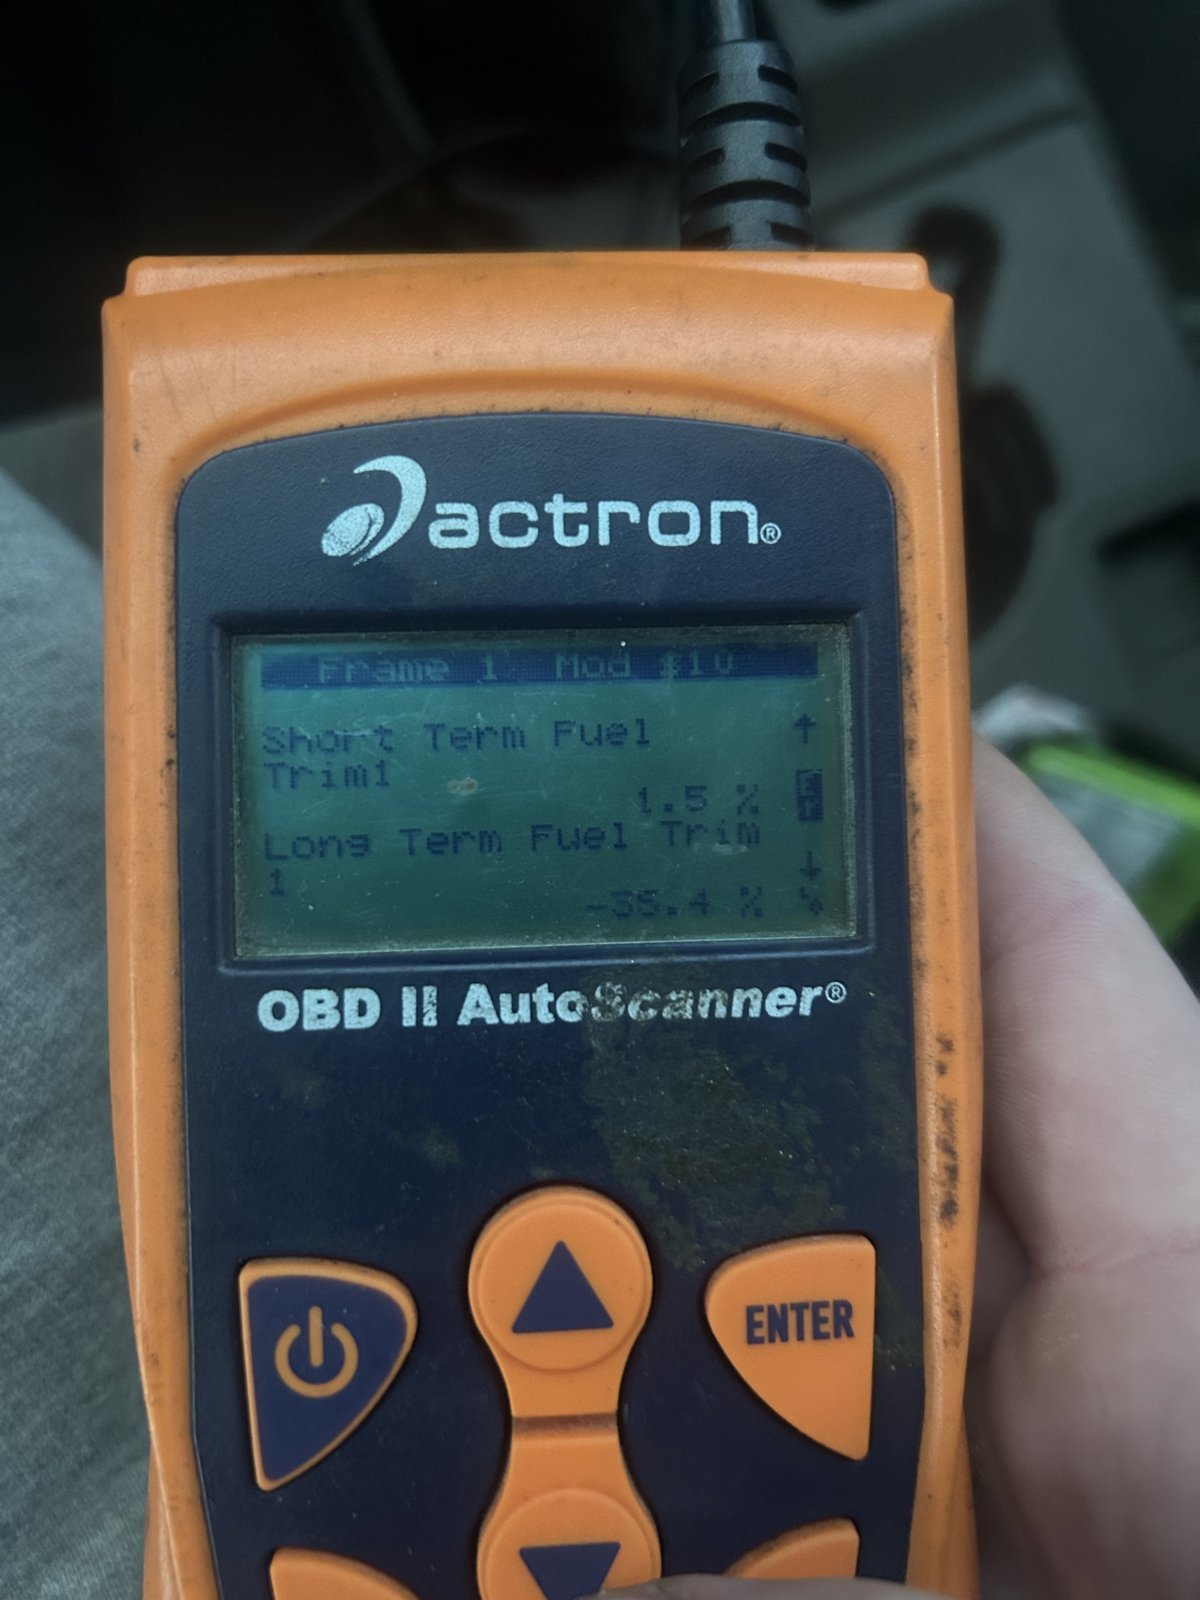 actron®
Frame 1 Mod $10
Short Term Fuel
Trim1
1.5 %
Long Term Fuel Trim
1
-35.4 %
OBD II AutoScanner®
ENTER